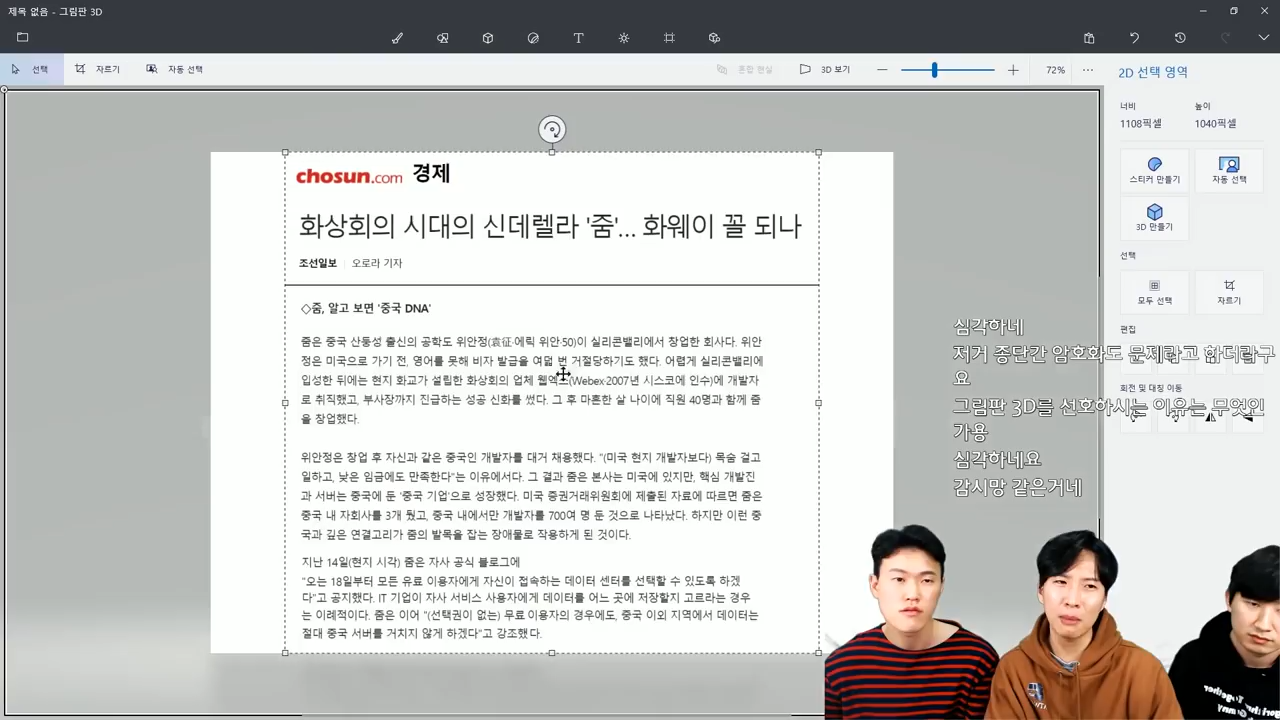 제목 없음 - 그림판 3D
선택
자르기
자동 선택
혼합 현실
3D 보기
72%
2D 선택 영역
너비
높이
1108픽셀
1040픽셀
스티커 만들기
자동 선택
3D 만들기
선택
모두 선택
자르기
편집
회전 및 대칭 이동
chosun.com 경제
화상회의 시대의 신데렐라 '줌'... 화웨이 꼴 되나
조선일보 | 오로라 기자
◇줌, 알고 보면 '중국 DNA'
줌은 중국 산둥성 출신의 공학도 위안정(袁征·에릭 위안·50)이 실리콘밸리에서 창업한 회사다. 위안
정은 미국으로 가기 전, 영어를 못해 비자 발급을 여덟 번 거절당하기도 했다. 어렵게 실리콘밸리에
입성한 뒤에는 현지 화교가 설립한 화상회의 업체 웹엑스(Webex·2007년 시스코에 인수)에 개발자
로 취직했고, 부사장까지 진급하는 성공 신화를 썼다. 그 후 마흔한 살 나이에 직원 40명과 함께 줌
을 창업했다.
위안정은 창업 후 자신과 같은 중국인 개발자를 대거 채용했다. "(미국 현지 개발자보다) 목숨 걸고
일하고, 낮은 임금에도 만족한다"는 이유에서다. 그 결과 줌은 본사는 미국에 있지만, 핵심 개발진
과 서버는 중국에 둔 '중국 기업'으로 성장했다. 미국 증권거래위원회에 제출된 자료에 따르면 줌은
중국 내 자회사를 3개 뒀고, 중국 내에서만 개발자를 700여 명 둔 것으로 나타났다. 하지만 이런 중
국과 깊은 연결고리가 줌의 발목을 잡는 장애물로 작용하게 된 것이다.
지난 14일(현지 시각) 줌은 자사 공식 블로그에
"오는 18일부터 모든 유료 이용자에게 자신이 접속하는 데이터 센터를 선택할 수 있도록 하겠
다"고 공지했다. IT 기업이 자사 서비스 사용자에게 데이터를 어느 곳에 저장할지 고르라는 경우
는 이례적이다. 줌은 이어 "(선택권이 없는) 무료 이용자의 경우에도, 중국 이외 지역에서 데이터는
절대 중국 서버를 거치지 않게 하겠다"고 강조했다.
심각하네
저거 종단간 암호화도 문제라고 합디라구
요
그림판 3D를 선호하시는 이유는 무엇인
가용
심각하네요
감시망 같은거네